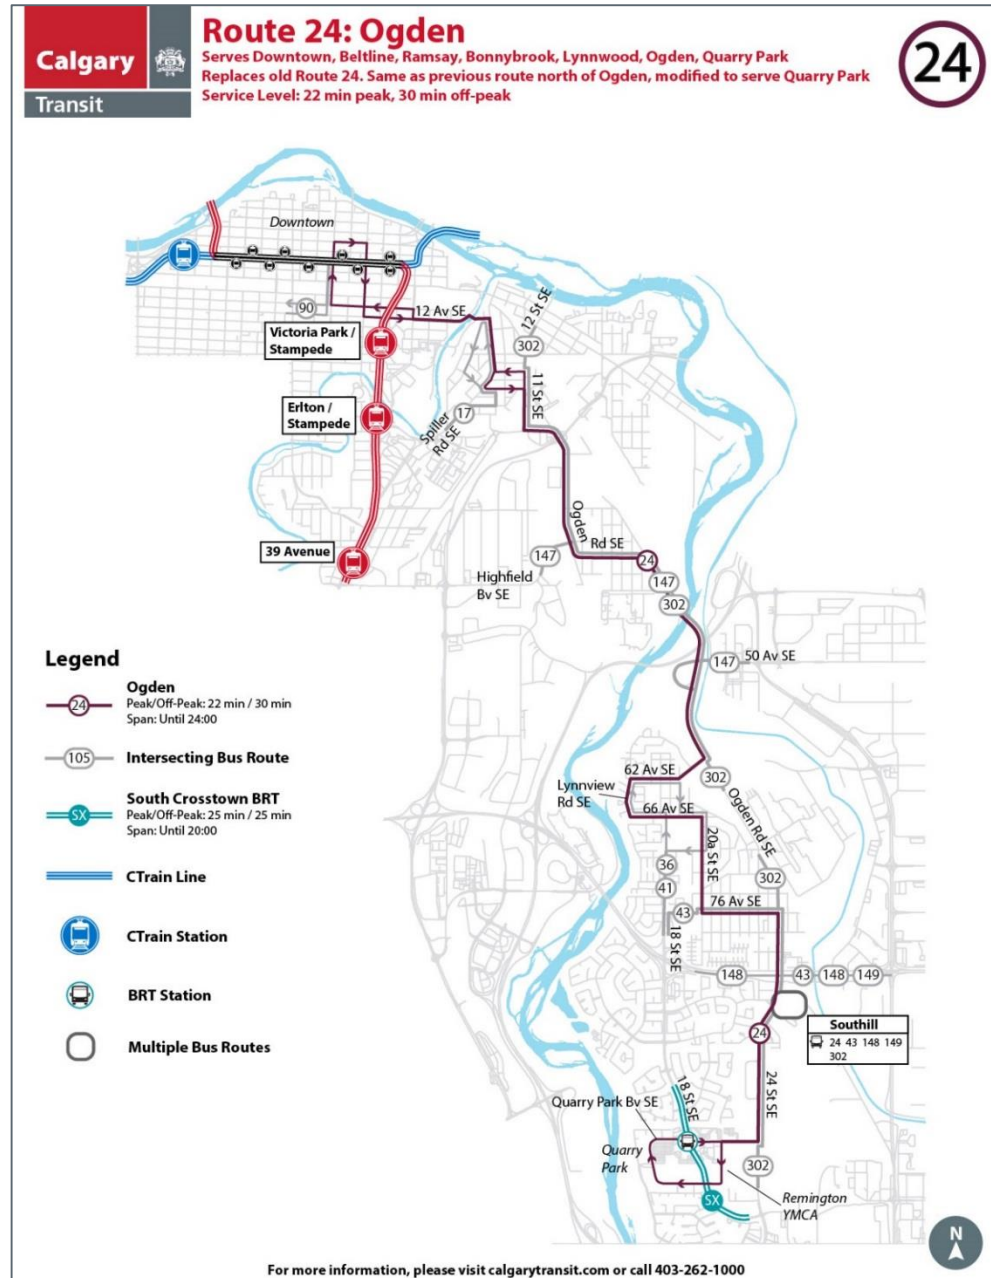 Calgary
Transit
Route 24: Ogden
Serves Downtown, Beltline, Ramsay, Bonnybrook, Lynnwood, Ogden, Quarry Park
Replaces old Route 24. Same as previous route north of Ogden, modified to serve Quarry Park
Service Level: 22 min peak, 30 min off-peak
24
Downtown
90
12 Av SE
12 St SE
302
Victoria Park /
Stampede
11 St SE
Erlton /
Stampede
17
Spiller
Rd SE
39 Avenue
Ogden
Rd SE
147
Highfield
Bv SE
24
147
302
147
50 Av SE
62 Av SE
302
Lynnview
Rd SE
66 Av SE
Ogden Rd SE
20a St SE
36
41
302
76 Av SE
43
18 St SE
148
43
148
149
Southill
24 43 148 149
302
24
24 St SE
18 St SE
Quarry Park Bv SE
Quarry
Park
302
SX
Remington
YMCA
Legend
24
Ogden
Peak/Off-Peak: 22 min / 30 min
Span: Until 24:00
105
Intersecting Bus Route
SX
South Crosstown BRT
Peak/Off-Peak: 25 min / 25 min
Span: Until 20:00
CTrain Line
CTrain Station
BRT Station
Multiple Bus Routes
N
For more information, please visit calgarytransit.com or call 403-262-1000